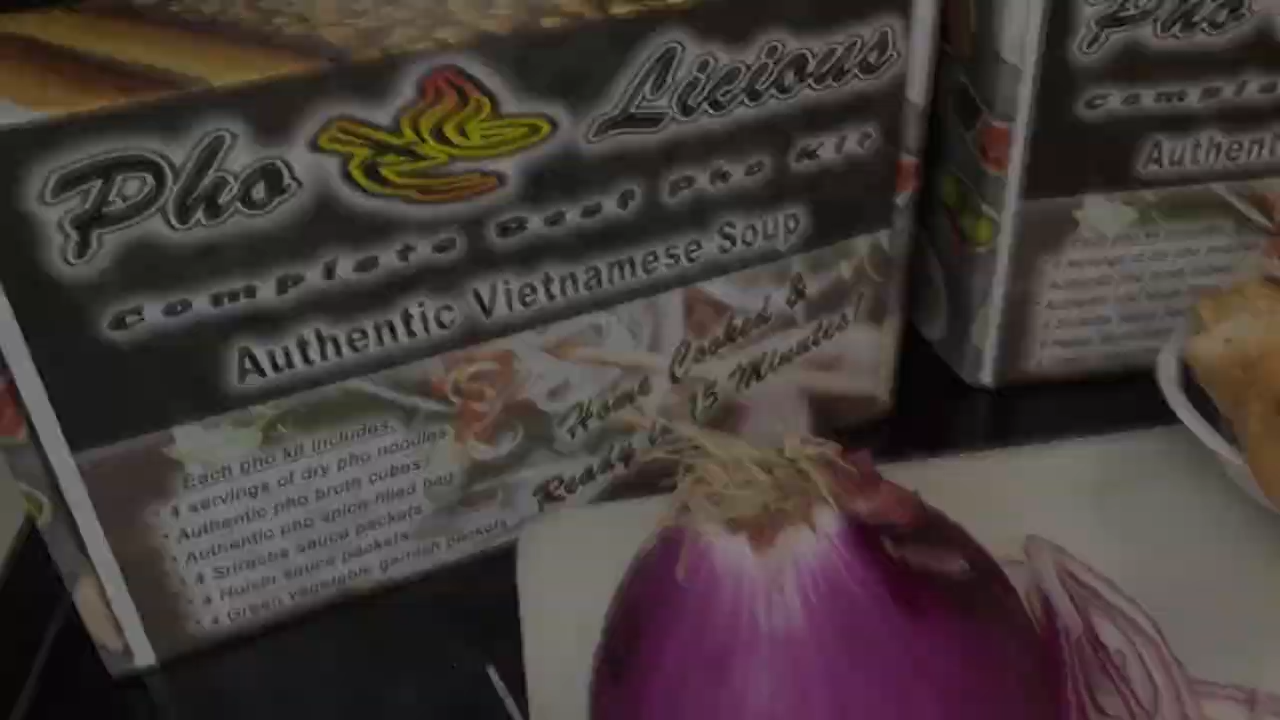 Pho Licious
Complete Beef Pho Kit
Authentic Vietnamese Soup
Home Cooked &
Ready in 15 Minutes!
Each pho kit includes:
4 servings of dry pho noodles
• Authentic pho broth cubes
• Authentic pho spice filled bag
• 4 Sriracha sauce packets
• 4 Hoisin sauce packets
• 4 Green vegetable garnish packets
Pho
Authent